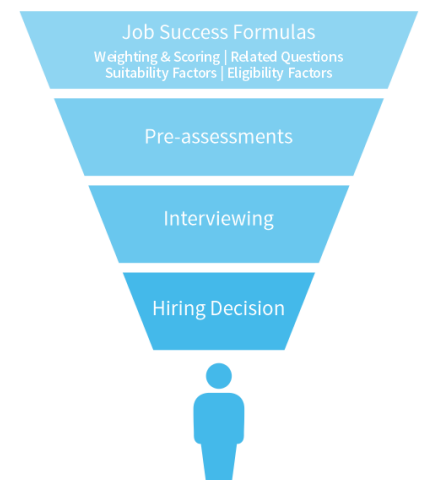 Job Success Formulas
Weighting & Scoring | Related Questions
Suitability Factors | Eligibility Factors
Pre-assessments
Interviewing
Hiring Decision